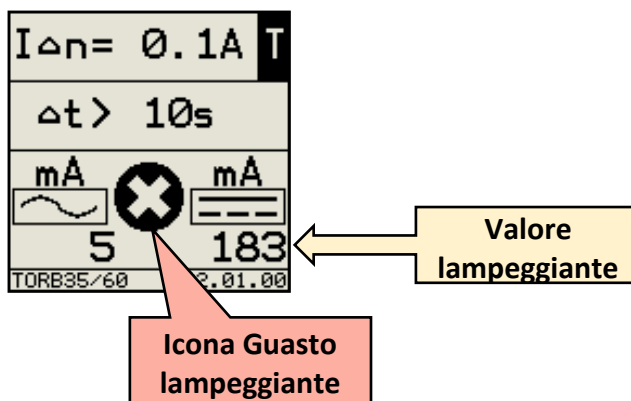 I△n= 0.1A T
△t> 10s
mA mA
5 183
TORB35/60 2.01.00
Valore
lampeggiante
Icona Guasto
lampeggiante